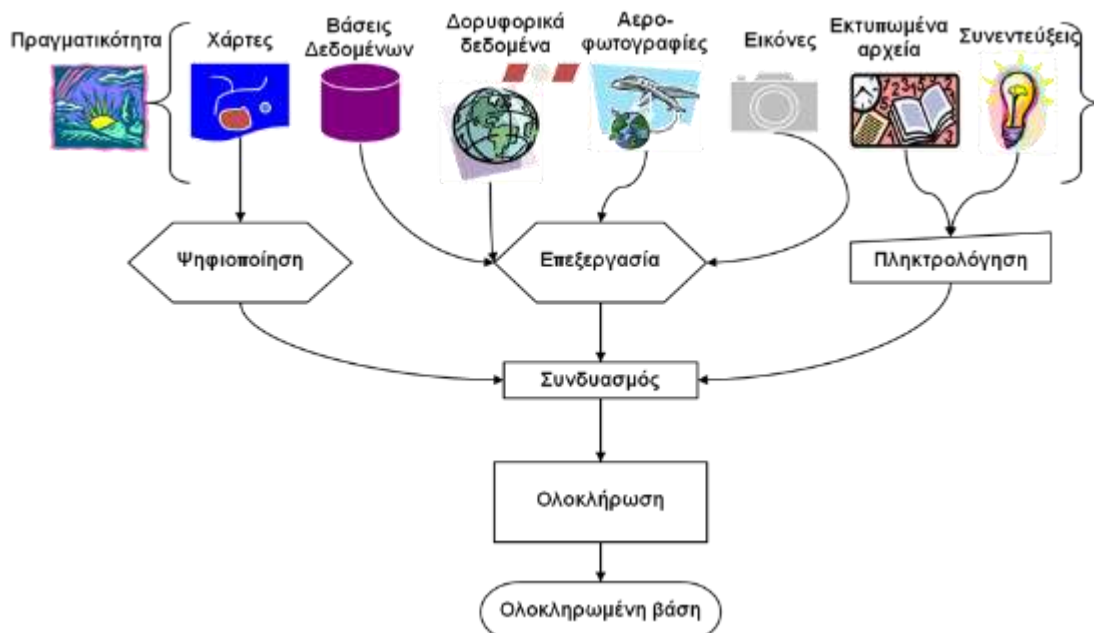 Πραγματικότητα
Χάρτες
Βάσεις
Δεδομένων
Δορυφορικά
δεδομένα
Αερο-
φωτογραφίες
Εικόνες
Εκτυπωμένα
αρχεία
Συνεντεύξεις
Ψηφιοποίηση
Επεξεργασία
Πληκτρολόγηση
Συνδυασμός
Ολοκλήρωση
Ολοκληρωμένη βάση